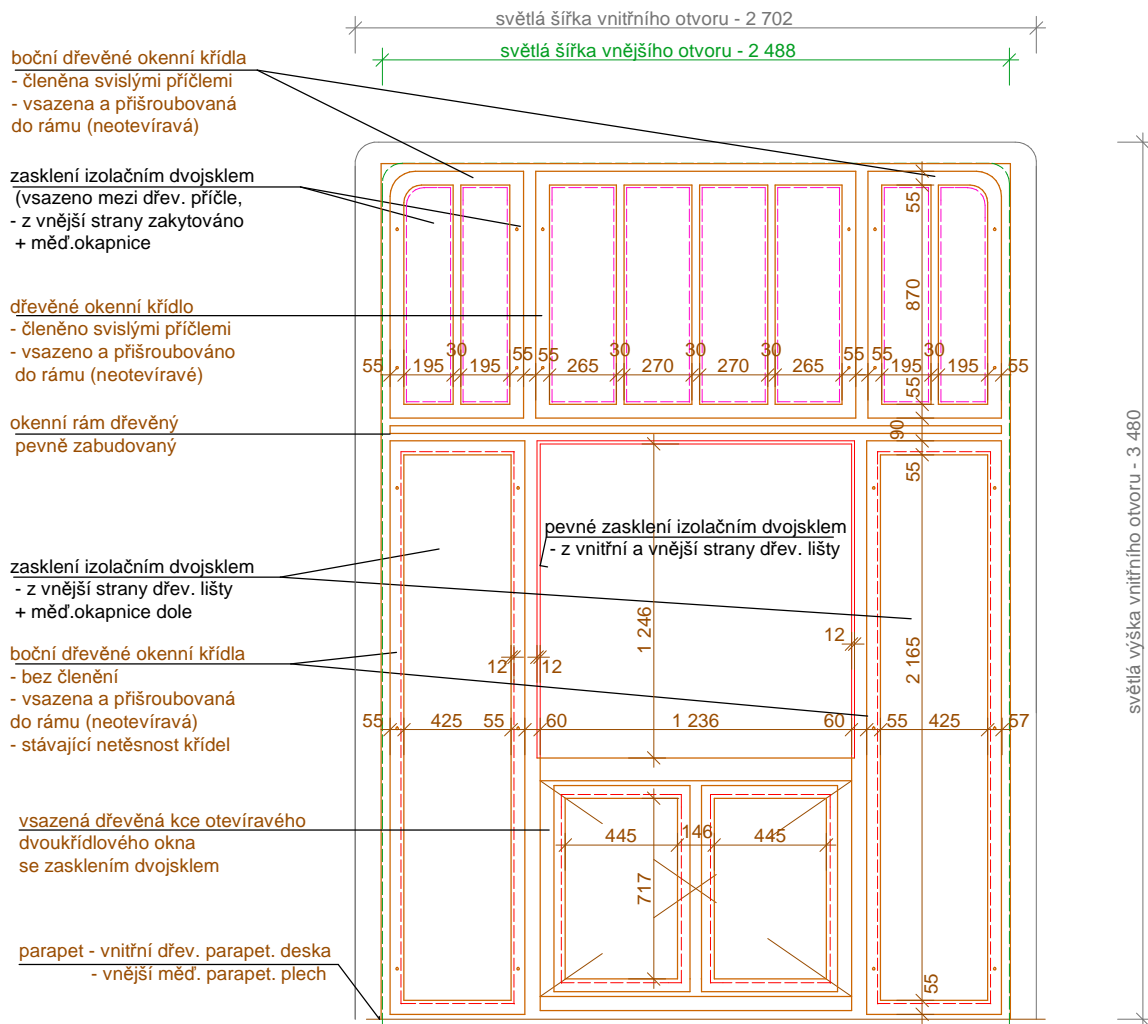 světlá šířka vnitřního otvoru - 2 702
světlá šířka vnějšího otvoru - 2 488
boční dřevěné okenní křídla
- členěna svislými příčlemi
- vsazena a přišroubovaná
do rámu (neotevíravá)
zasklení izolačním dvojsklem
(vsazeno mezi dřev. příčle,
- z vnější strany zakytováno
+ měď.okapnice
dřevěné okenní křídlo
- členěno svislými příčlemi
- vsazeno a přišroubováno
do rámu (neotevíravé)
okenní rám dřevěný
pevně zabudovaný
55
870
55 195 30 195 55 55 265 30 270 30 270 30 265 55 55 195 30 195 55
55
90
55
pevné zasklení izolačním dvojsklem
- z vnitřní a vnější strany dřev. lišty
zasklení izolačním dvojsklem
- z vnější strany dřev. lišty
+ měď.okapnice dole
boční dřevěné okenní křídla
- bez členění
- vsazena a přišroubovaná
do rámu (neotevíravá)
- stávající netěsnost křídel
1 246
12 12 12
2 165
55 425 55 60 1 236 60 55 425 57
vsazená dřevěná kce otevíravého
dvoukřídlového okna
se zasklením dvojsklem
445 146 445
717
parapet - vnitřní dřev. parapet. deska
- vnější měď. parapet. plech
55
světlá výška vnitřního otvoru - 3 480